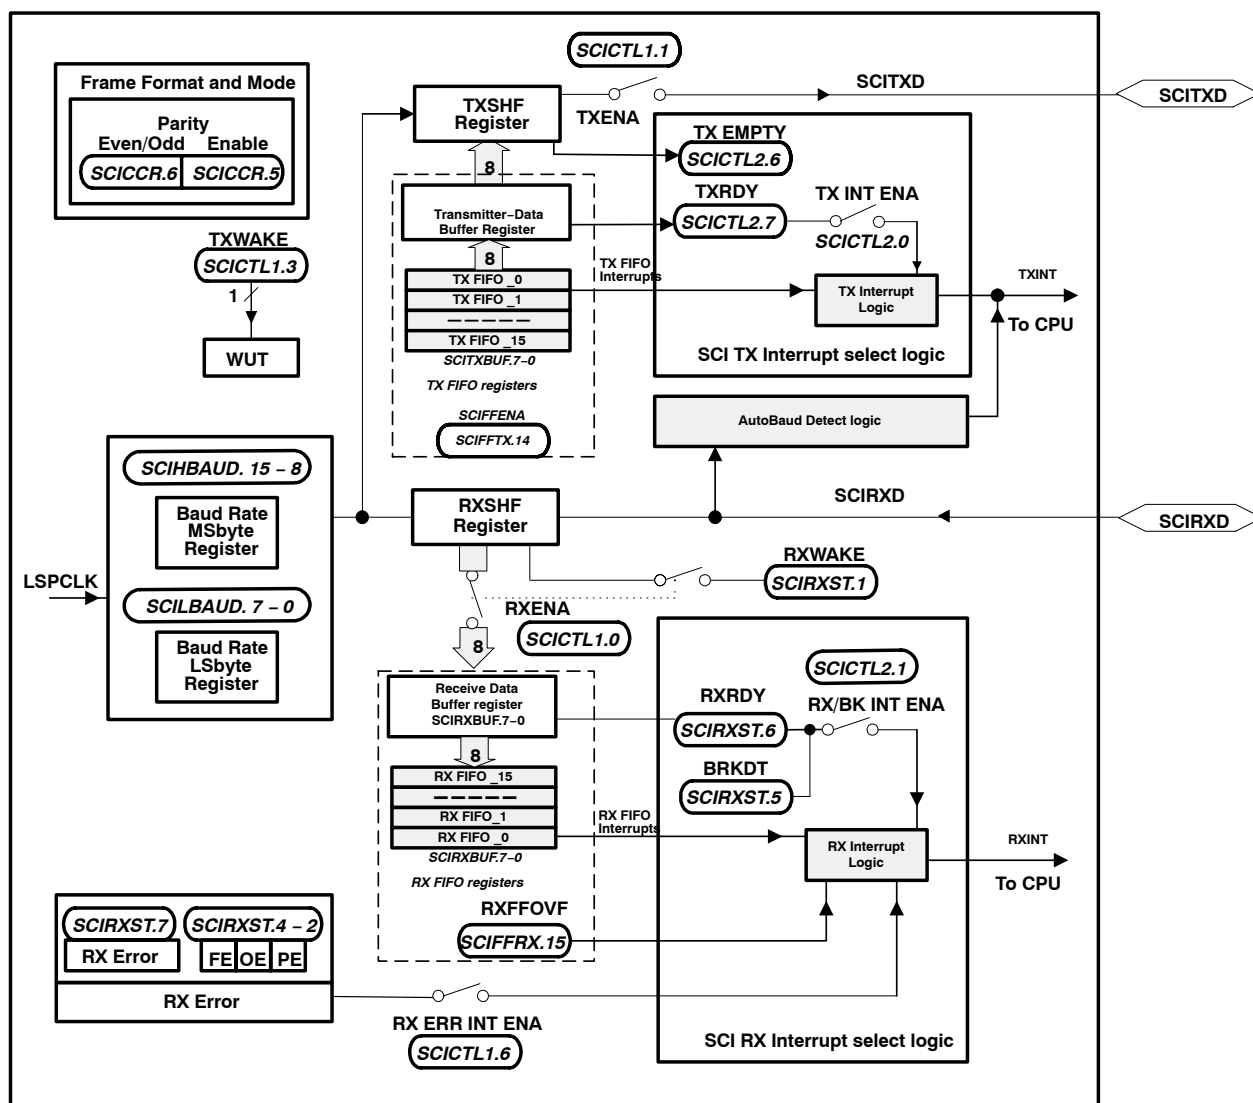 SCICTL1.1
Frame Format and Mode
Parity
Even/Odd Enable
SCICCR.6 SCICCR.5
TXSHF
Register
TXENA
SCITXD
SCITXD
TX EMPTY
SCICTL2.6
8
Transmitter–Data
Buffer Register
TXRDY
SCICTL2.7
TX INT ENA
SCICTL2.0
TXWAKE
SCICTL1.3
1
WUT
8
TX FIFO _0
TX FIFO _1
– – – – –
TX FIFO _15
SCITXBUF.7–0
TX FIFO registers
SCIFFENA
SCIFFTX.14
TX FIFO
Interrupts
TX Interrupt
Logic
TXINT
To CPU
SCI TX Interrupt select logic
AutoBaud Detect logic
SCIHBAUD. 15 – 8
Baud Rate
MSbyte
Register
LSPCLK
SCILBAUD. 7 – 0
Baud Rate
LSbyte
Register
RXSHF
Register
SCIRXD
SCIRXD
RXWAKE
SCIRXST.1
RXENA
SCICTL1.0
8
Receive Data
Buffer register
SCIRXBUF.7–0
8
RX FIFO _15
– – – – –
RX FIFO_1
RX FIFO _0
SCIRXBUF.7–0
RX FIFO registers
RXFFOVF
SCIFFRX.15
SCICTL2.1
RXRDY
SCIRXST.6
RX/BK INT ENA
BRKDT
SCIRXST.5
RX FIFO
Interrupts
RX Interrupt
Logic
RXINT
To CPU
SCI RX Interrupt select logic
SCIRXST.7 SCIRXST.4 – 2
RX Error FE OE PE
RX Error
RX ERR INT ENA
SCICTL1.6